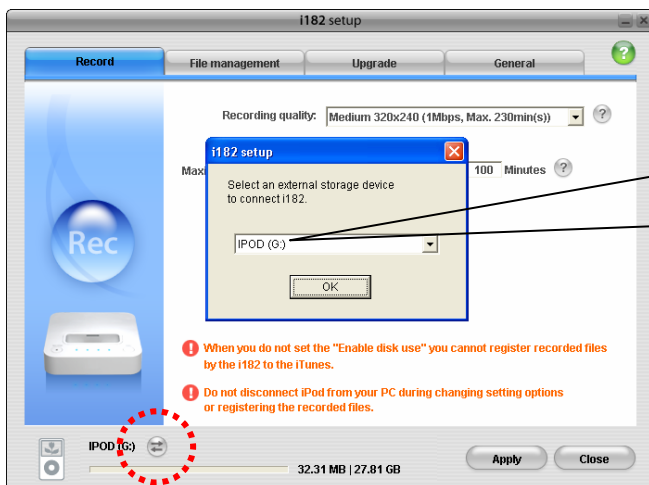 i182 setup
Record
File management
Upgrade
General
?
Recording quality: Medium 320x240 (1Mbps, Max. 230min(s)) ?
i182 setup
Maxi
100 Minutes ?
Select an external storage device
to connect i182.
IPOD (G:)
OK
Rec
When you do not set the "Enable disk use" you cannot register recorded files
by the i182 to the iTunes.
Do not disconnect iPod from your PC during changing setting options
or registering the recorded files.
IPOD (G:)
32.31 MB | 27.81 GB
Apply
Close